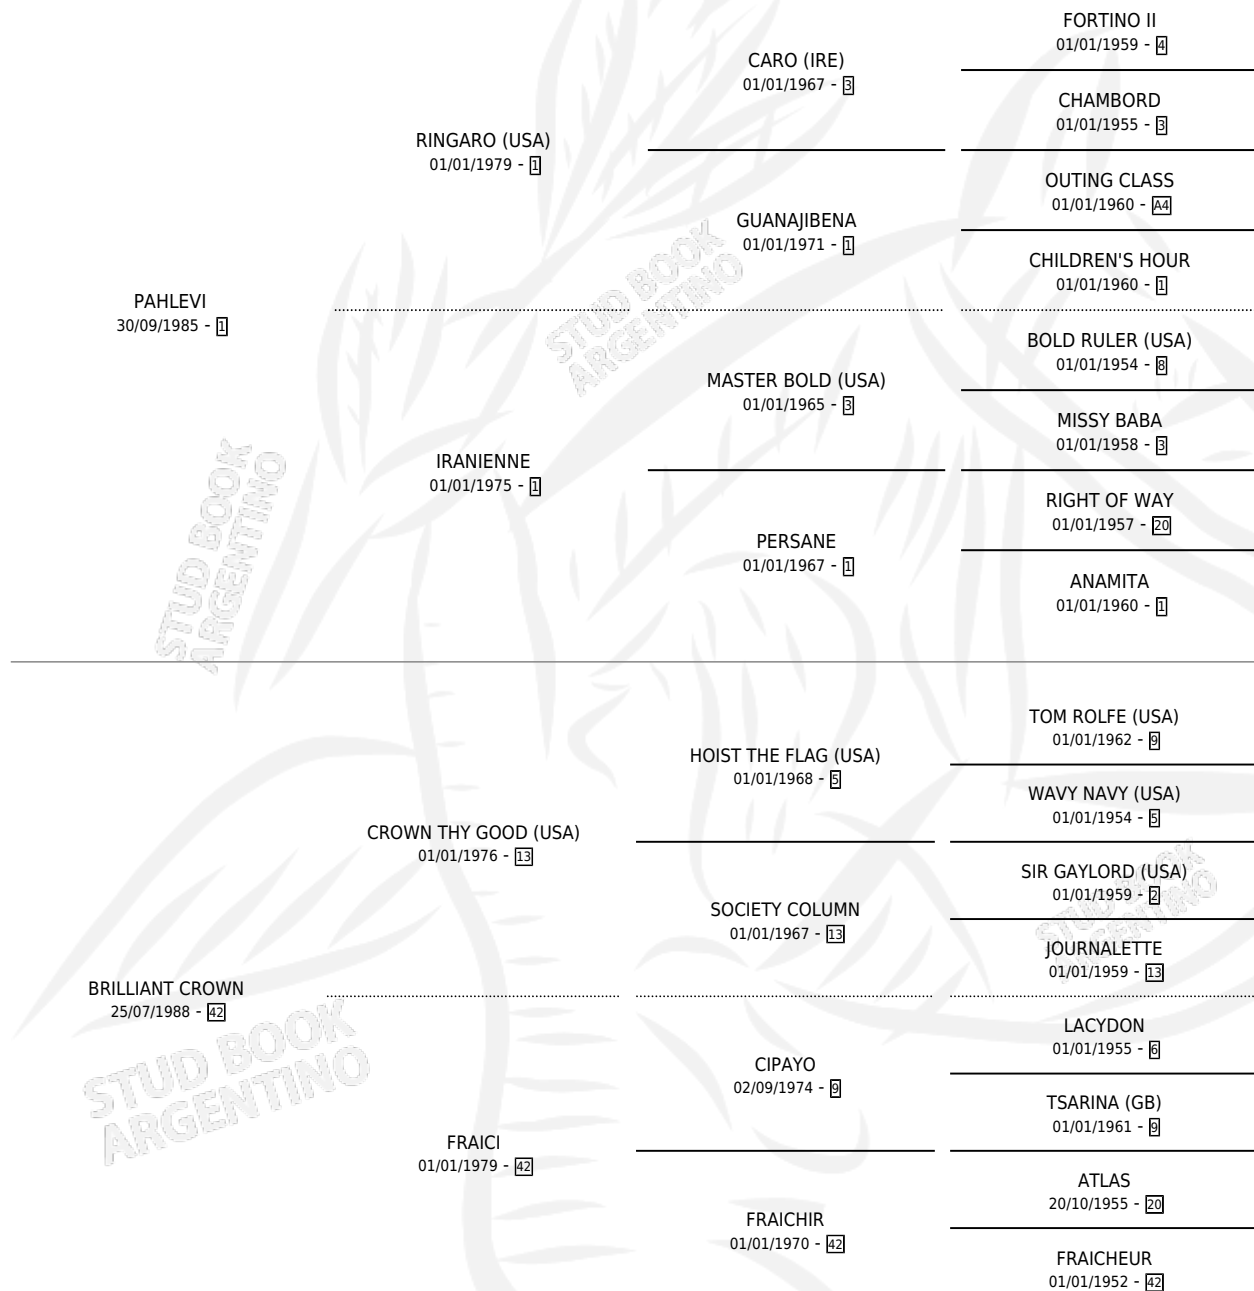 FORTINO II
01/01/1959 - 4
CARO (IRE)
01/01/1967 - 3
CHAMBORD
01/01/1955 - 3
RINGARO (USA)
01/01/1979 - 1
OUTING CLASS
01/01/1960 - A4
GUANAJIBENA
01/01/1971 - 1
CHILDREN'S HOUR
01/01/1960 - 1
PAHLEVI
30/09/1985 - 1
BOLD RULER (USA)
01/01/1954 - 8
MASTER BOLD (USA)
01/01/1965 - 3
MISSY BABA
01/01/1958 - 3
IRANIENNE
01/01/1975 - 1
RIGHT OF WAY
01/01/1957 - 20
PERSANE
01/01/1967 - 1
ANAMITA
01/01/1960 - 1
TOM ROLFE (USA)
01/01/1962 - 9
HOIST THE FLAG (USA)
01/01/1968 - 5
WAVY NAVY (USA)
01/01/1954 - 5
CROWN THY GOOD (USA)
01/01/1976 - 13
SIR GAYLORD (USA)
01/01/1959 - 2
SOCIETY COLUMN
01/01/1967 - 13
JOURNALETTE
01/01/1959 - 13
BRILLIANT CROWN
25/07/1988 - 42
LACYDON
01/01/1955 - 6
CIPAYO
02/09/1974 - 9
TSARINA (GB)
01/01/1961 - 9
FRAICI
01/01/1979 - 42
ATLAS
20/10/1955 - 20
FRAICHIR
01/01/1970 - 42
FRAICHEUR
01/01/1952 - 42
STUD BOOK
ARGENTINO
STUD BOOK
ARGENTINO
STUD BOOK
ARGENTINO
STUD BOOK
ARGENTINO